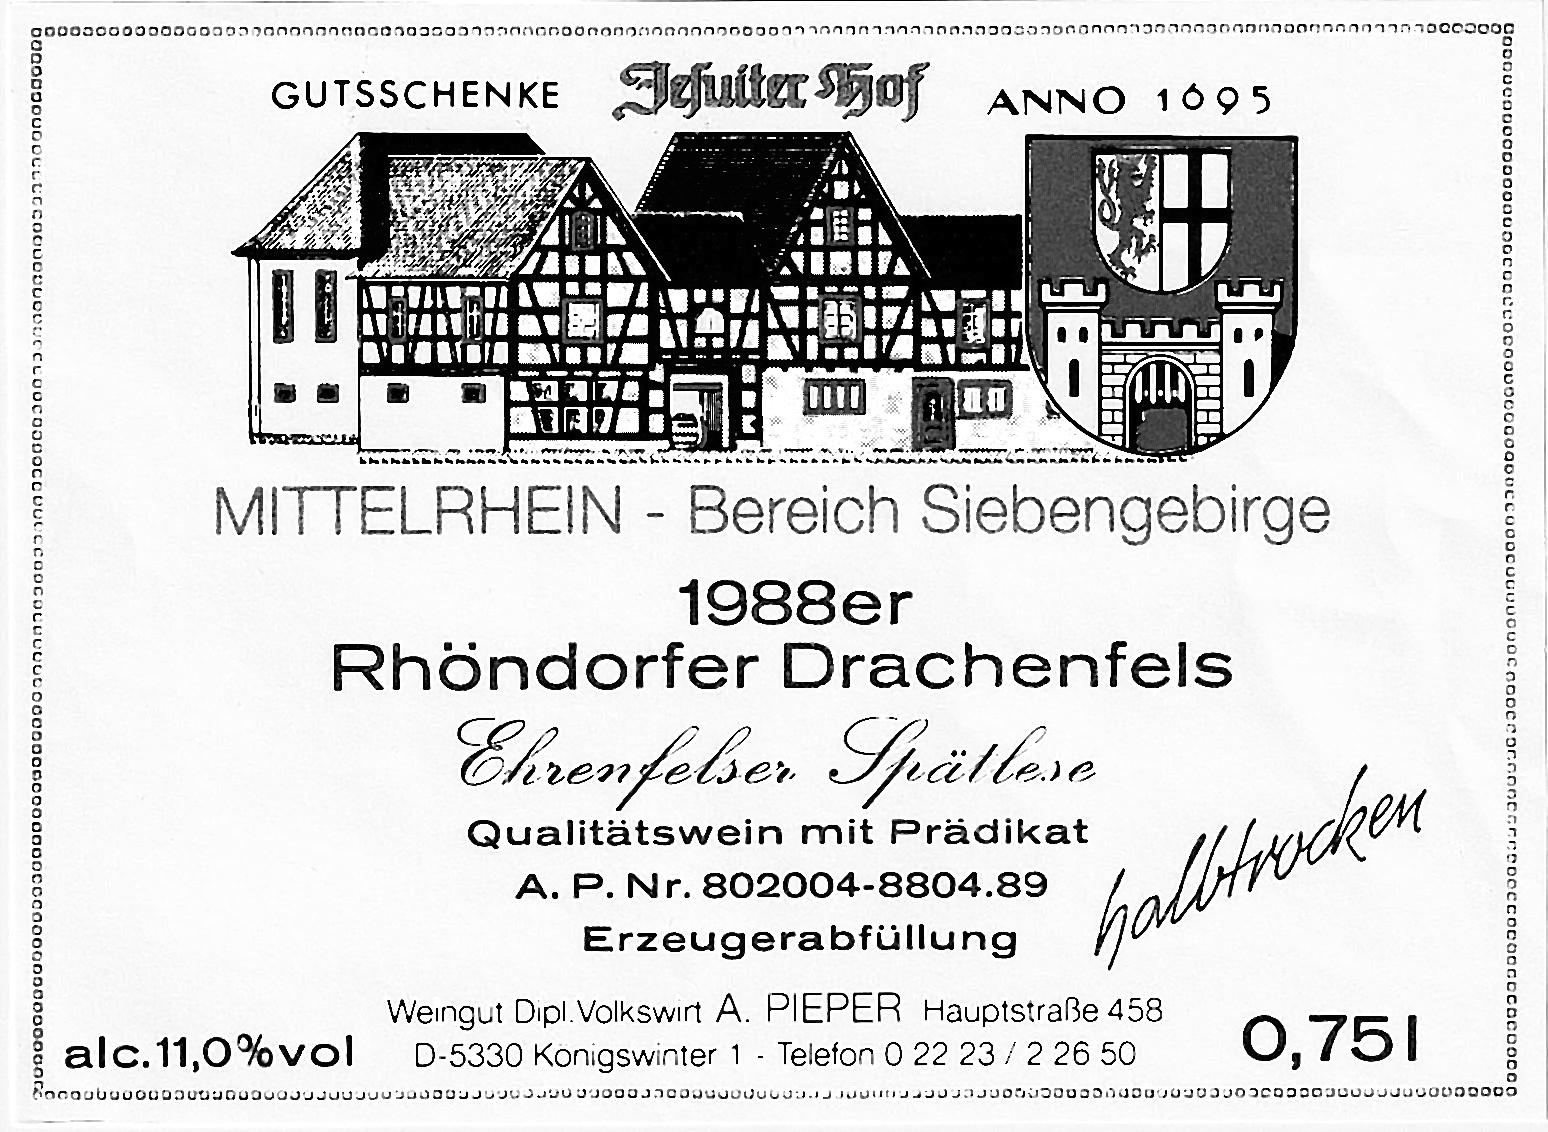 GUTSSCHENKE Jesuiter Hof ANNO 1695
MITTELRHEIN - Bereich Siebengebirge
1988er
Rhöndorfer Drachenfels
Ehrenfelser Spätlese
Qualitätswein mit Prädikat
A. P. Nr. 802004-8804.89
halbtrocken
Erzeugerabfüllung
Weingut Dipl.Volkswirt A. PIEPER Hauptstraße 458
D-5330 Königswinter 1 - Telefon 0 22 23 / 2 26 50
alc.11,0%vol
0,75l